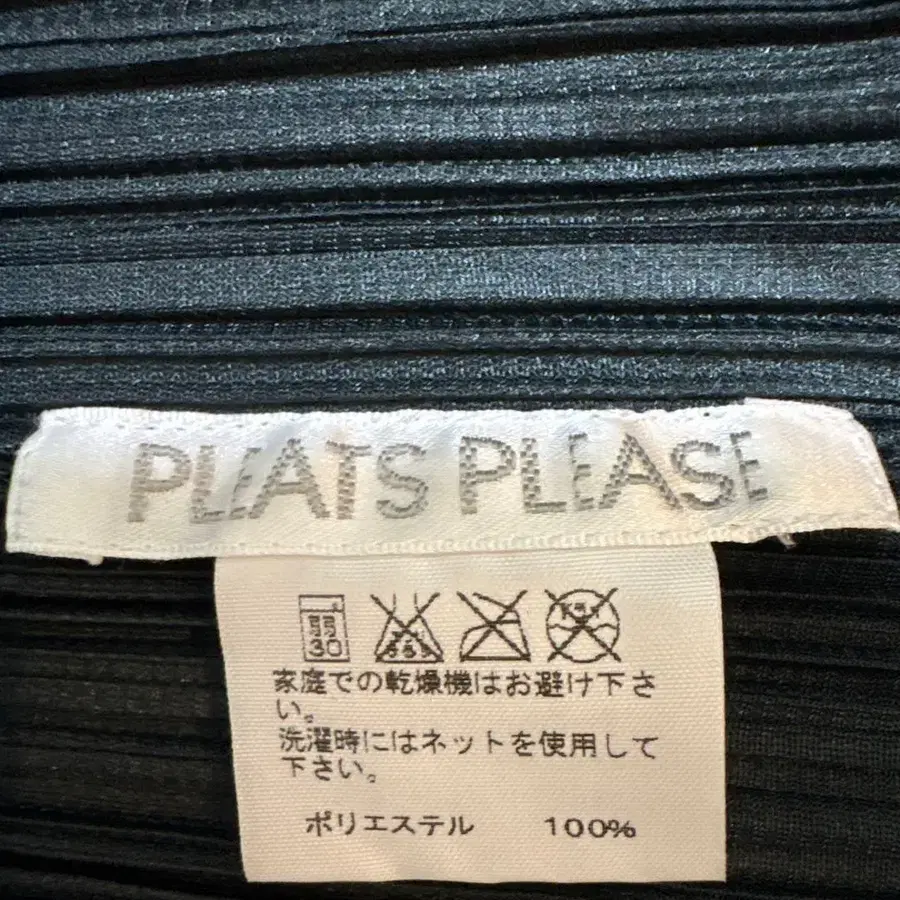 PLEATS PLEASE
弱
30
家庭での乾燥機はお避け下さ
い。
洗濯時にはネットを使用して
下さい。
ポリエステル 100%